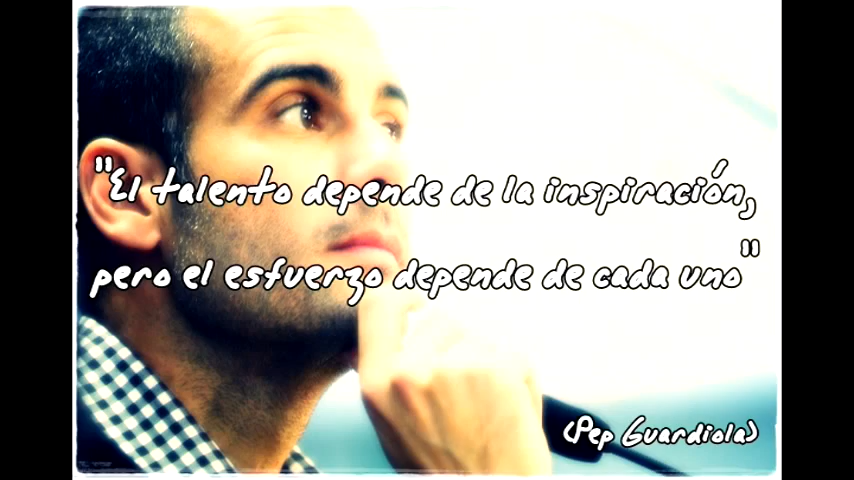 "El talento depende de la inspiración,
pero el esfuerzo depende de cada uno"
(Pep Guardiola)